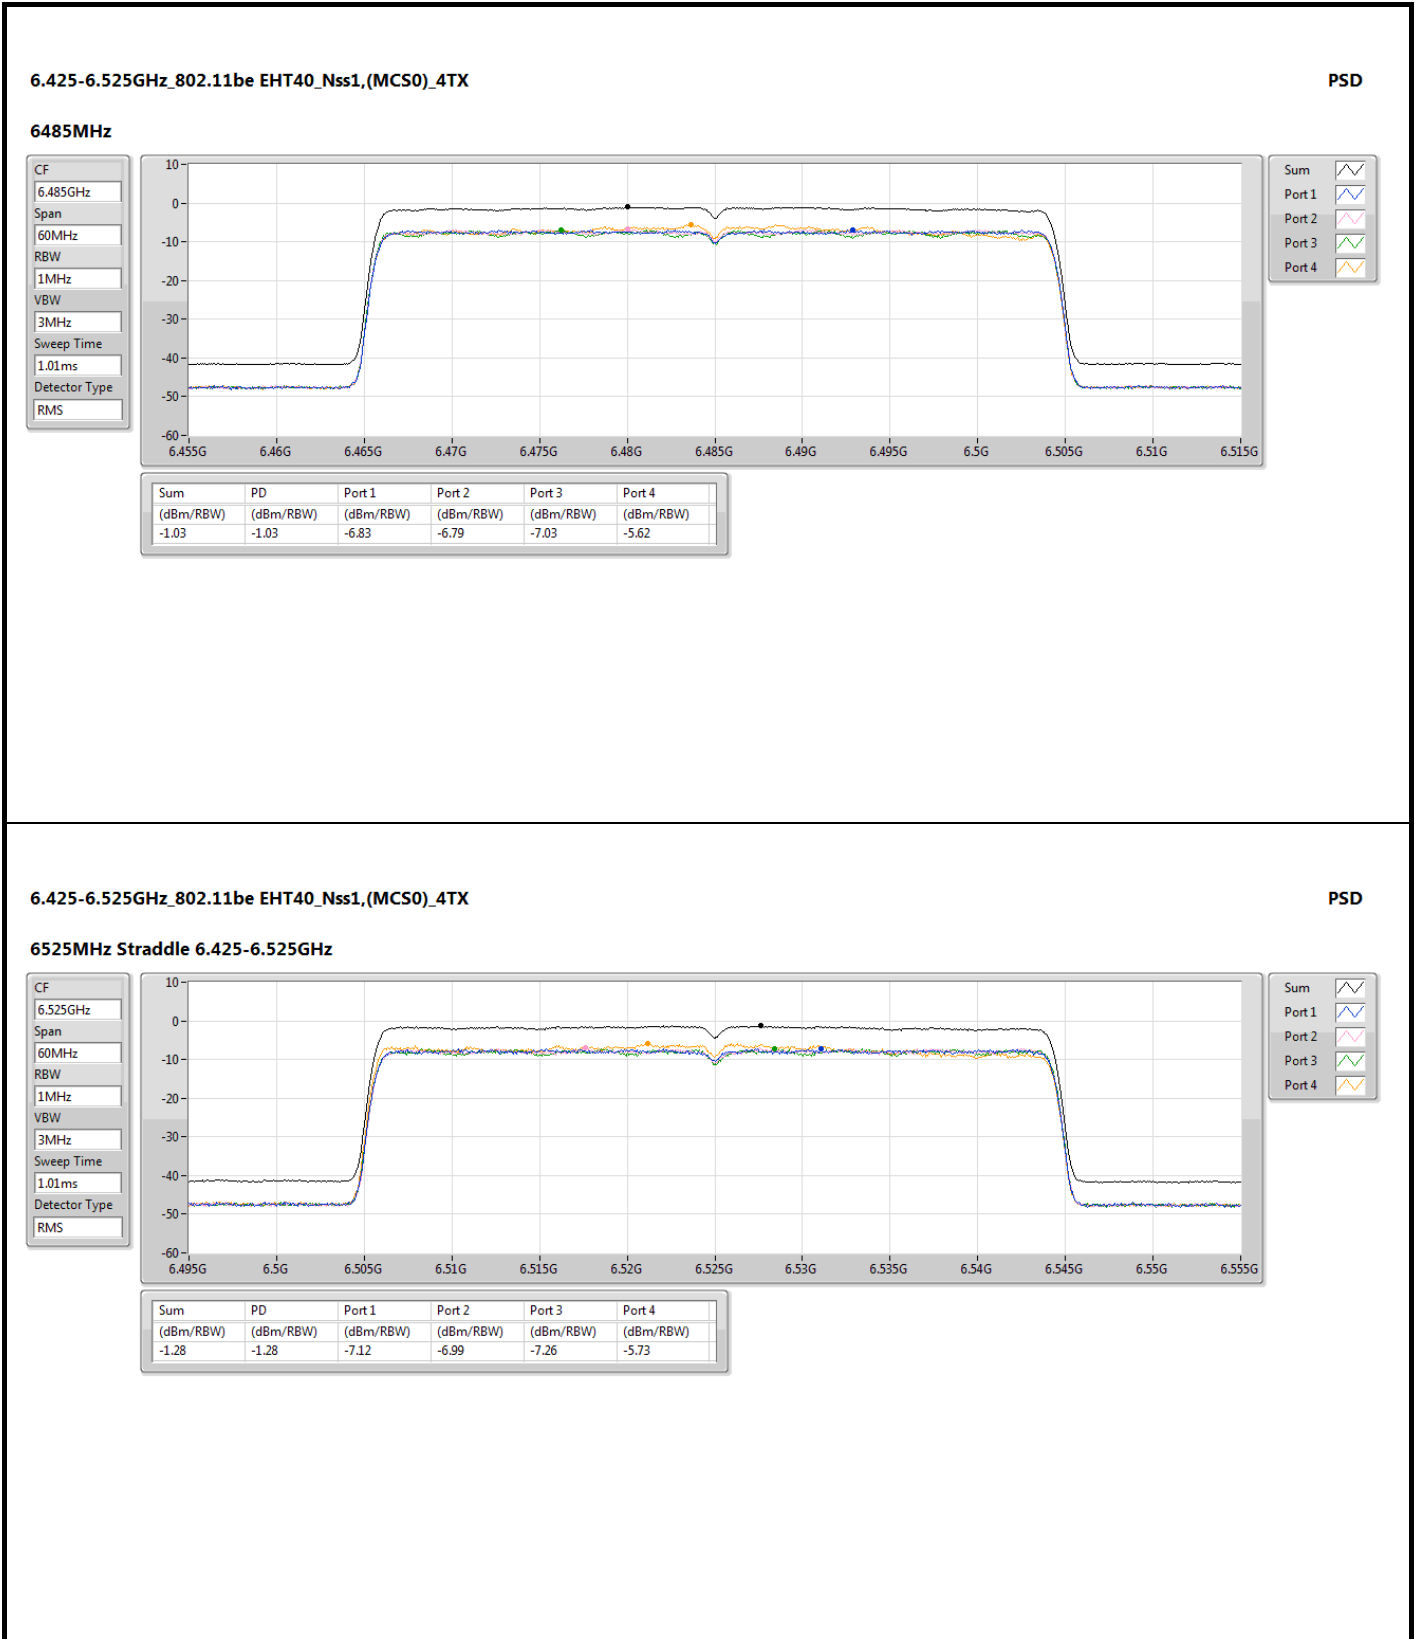 6.425-6.525GHz_802.11be EHT40_Nss1,(MCS0)_4TX PSD
6485MHz
CF
6.485GHz
Span
60MHz
RBW
1MHz
VBW
3MHz
Sweep Time
1.01ms
Detector Type
RMS
10
0
-10
-20
-30
-40
-50
-60
6.455G 6.46G 6.465G 6.47G 6.475G 6.48G 6.485G 6.49G 6.495G 6.5G 6.505G 6.51G 6.515G
Sum
Port 1
Port 2
Port 3
Port 4
Sum PD Port 1 Port 2 Port 3 Port 4
(dBm/RBW) (dBm/RBW) (dBm/RBW) (dBm/RBW) (dBm/RBW) (dBm/RBW)
-1.03 -1.03 -6.83 -6.79 -7.03 -5.62
6.425-6.525GHz_802.11be EHT40_Nss1,(MCS0)_4TX PSD
6525MHz Straddle 6.425-6.525GHz
CF
6.525GHz
Span
60MHz
RBW
1MHz
VBW
3MHz
Sweep Time
1.01ms
Detector Type
RMS
10
0
-10
-20
-30
-40
-50
-60
6.495G 6.5G 6.505G 6.51G 6.515G 6.52G 6.525G 6.53G 6.535G 6.54G 6.545G 6.55G 6.555G
Sum
Port 1
Port 2
Port 3
Port 4
Sum PD Port 1 Port 2 Port 3 Port 4
(dBm/RBW) (dBm/RBW) (dBm/RBW) (dBm/RBW) (dBm/RBW) (dBm/RBW)
-1.28 -1.28 -7.12 -6.99 -7.26 -5.73